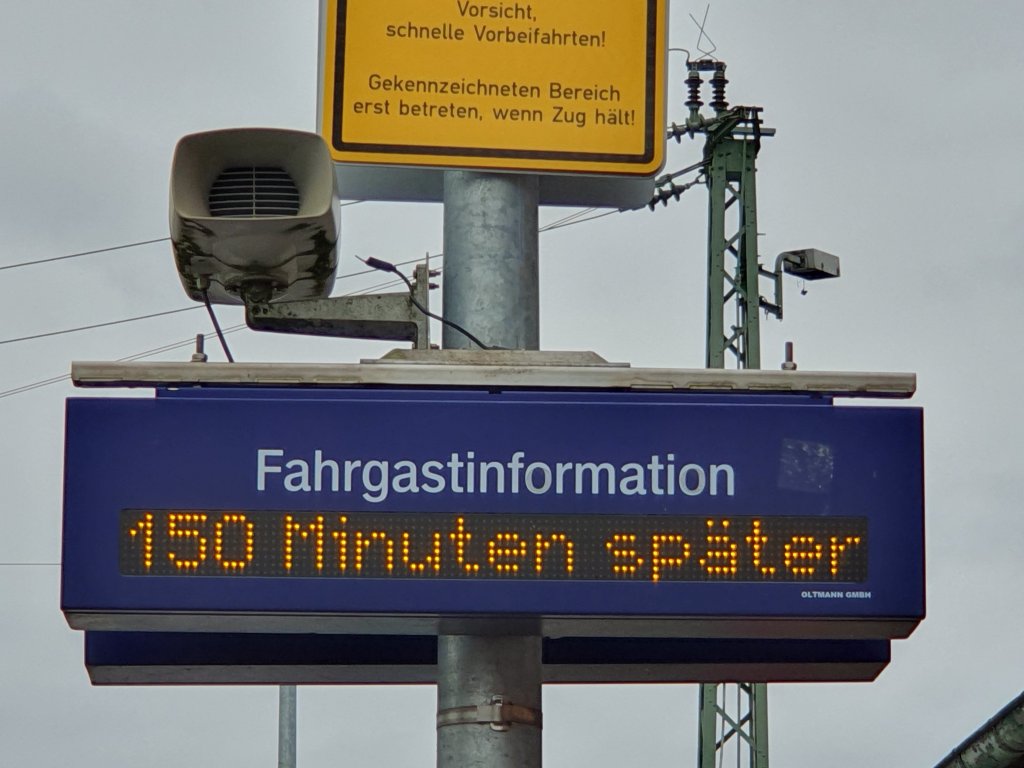 Vorsicht,
schnelle Vorbeifahrten!
Gekennzeichneten Bereich
erst betreten, wenn Zug hält!
Fahrgastinformation
150 Minuten später
OLTMANN GMBH